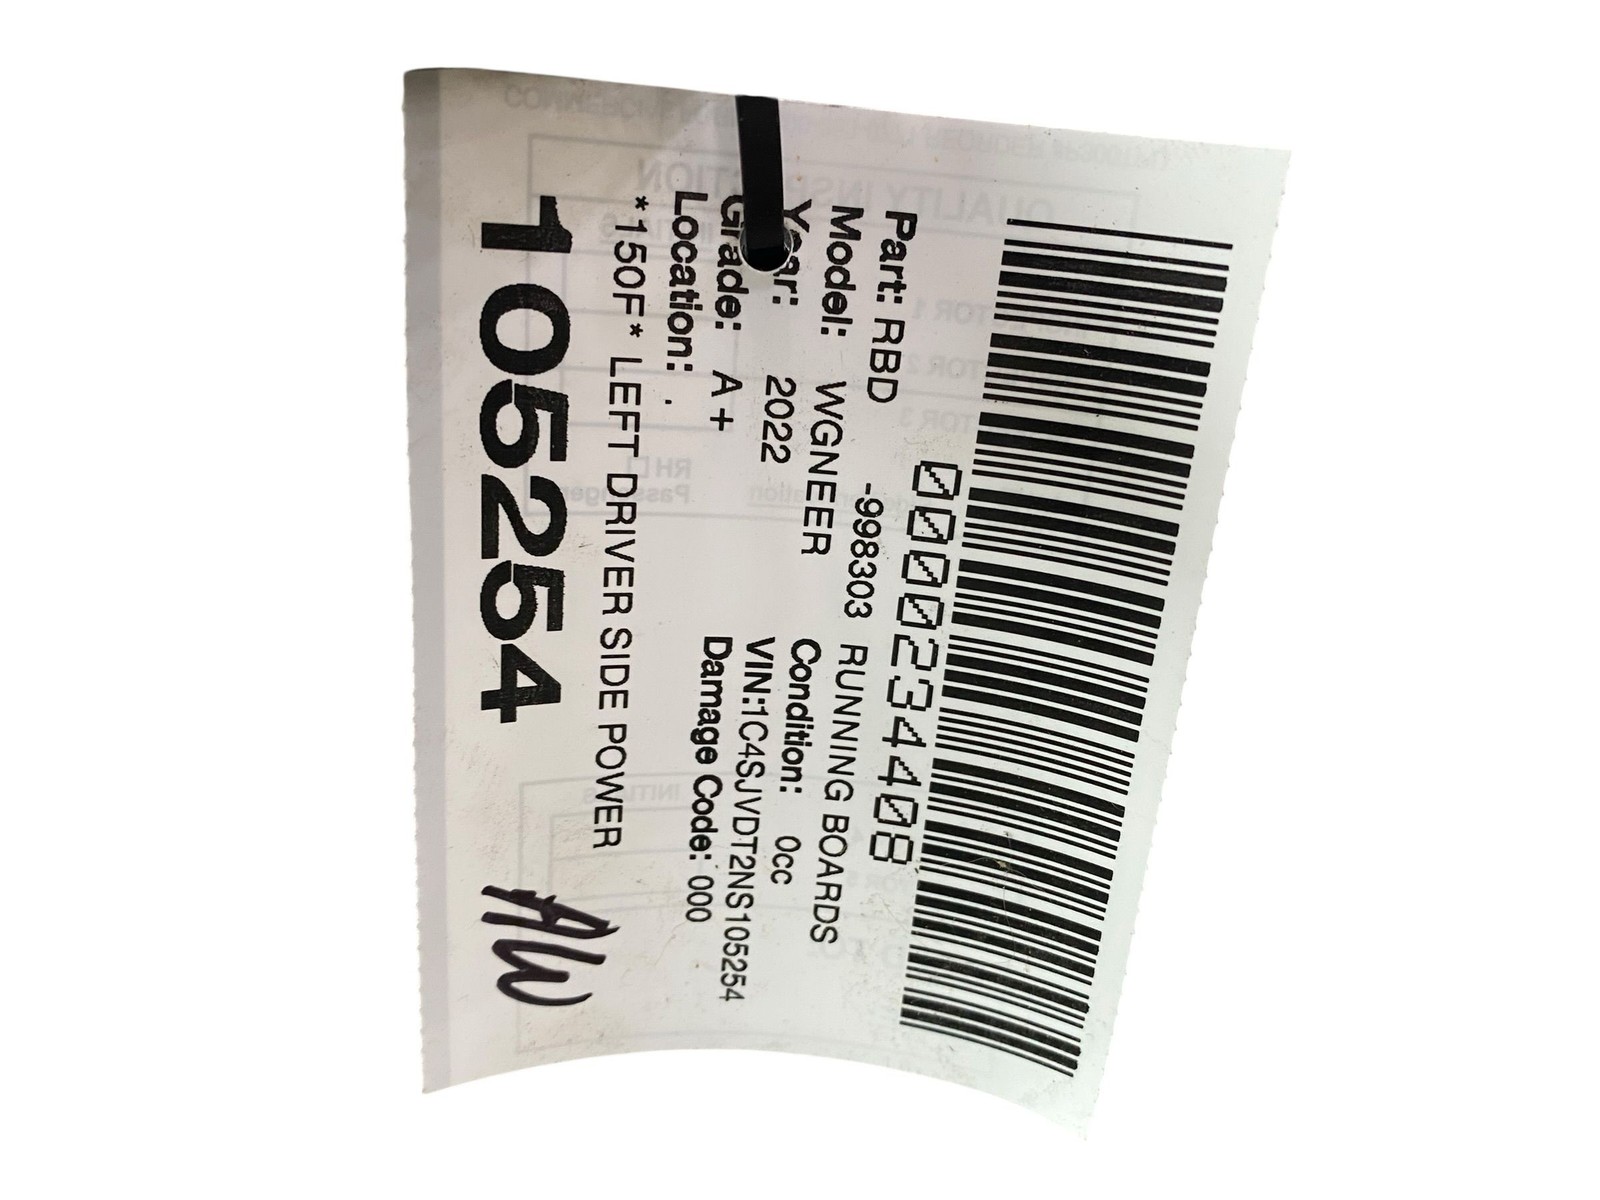 0000234408
Part: RBD -998303 RUNNING BOARDS
Model: WGNEER Condition: 0cc
Year: 2022 VIN:1C4SJVDT2NS105254
Grade: A+ Damage Code: 000
Location: .
*150F* LEFT DRIVER SIDE POWER
105254 AW